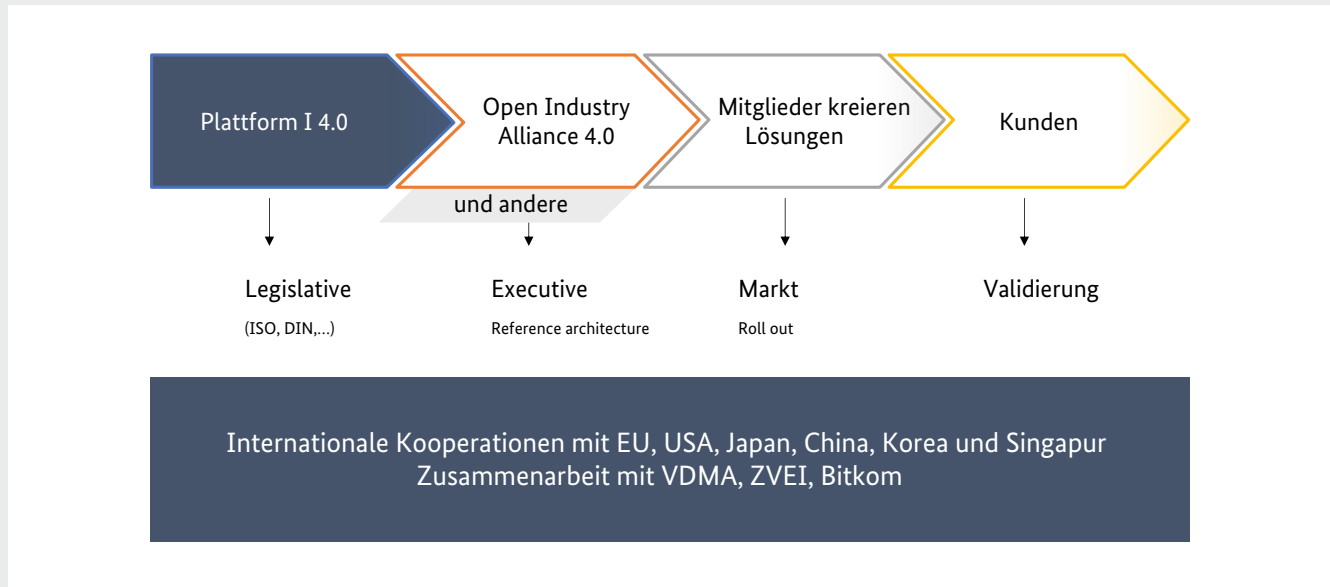 Plattform I 4.0
Open Industry
Alliance 4.0
Mitglieder kreieren
Lösungen
Kunden
und andere
Legislative
(ISO, DIN,...)
Executive
Reference architecture
Markt
Roll out
Validierung
Internationale Kooperationen mit EU, USA, Japan, China, Korea und Singapur
Zusammenarbeit mit VDMA, ZVEI, Bitkom